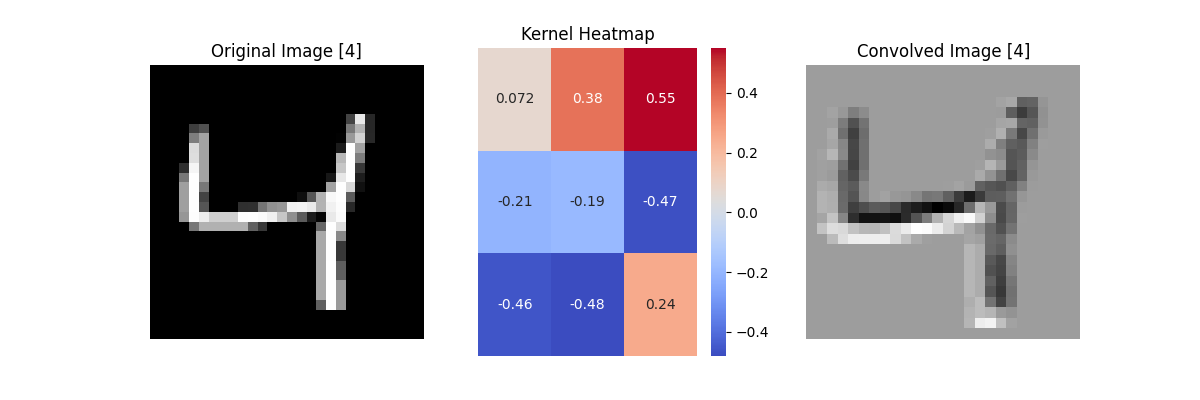 Original Image [4]
Kernel Heatmap
Convolved Image [4]
0.072 0.38 0.55
-0.21 -0.19 -0.47
-0.46 -0.48 0.24
0.4
0.2
0.0
−0.2
−0.4
4